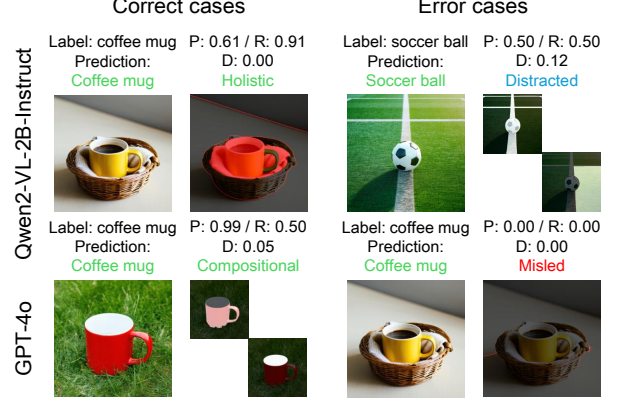 Correct cases
Error cases
Qwen2-VL-2B-Instruct
Label: coffee mug
Prediction:
Coffee mug
P: 0.61 / R: 0.91
D: 0.00
Holistic
Label: soccer ball
Prediction:
Soccer ball
P: 0.50 / R: 0.50
D: 0.12
Distracted
GPT-4o
Label: coffee mug
Prediction:
Coffee mug
P: 0.99 / R: 0.50
D: 0.05
Compositional
Label: coffee mug
Prediction:
Coffee mug
P: 0.00 / R: 0.00
D: 0.00
Misled